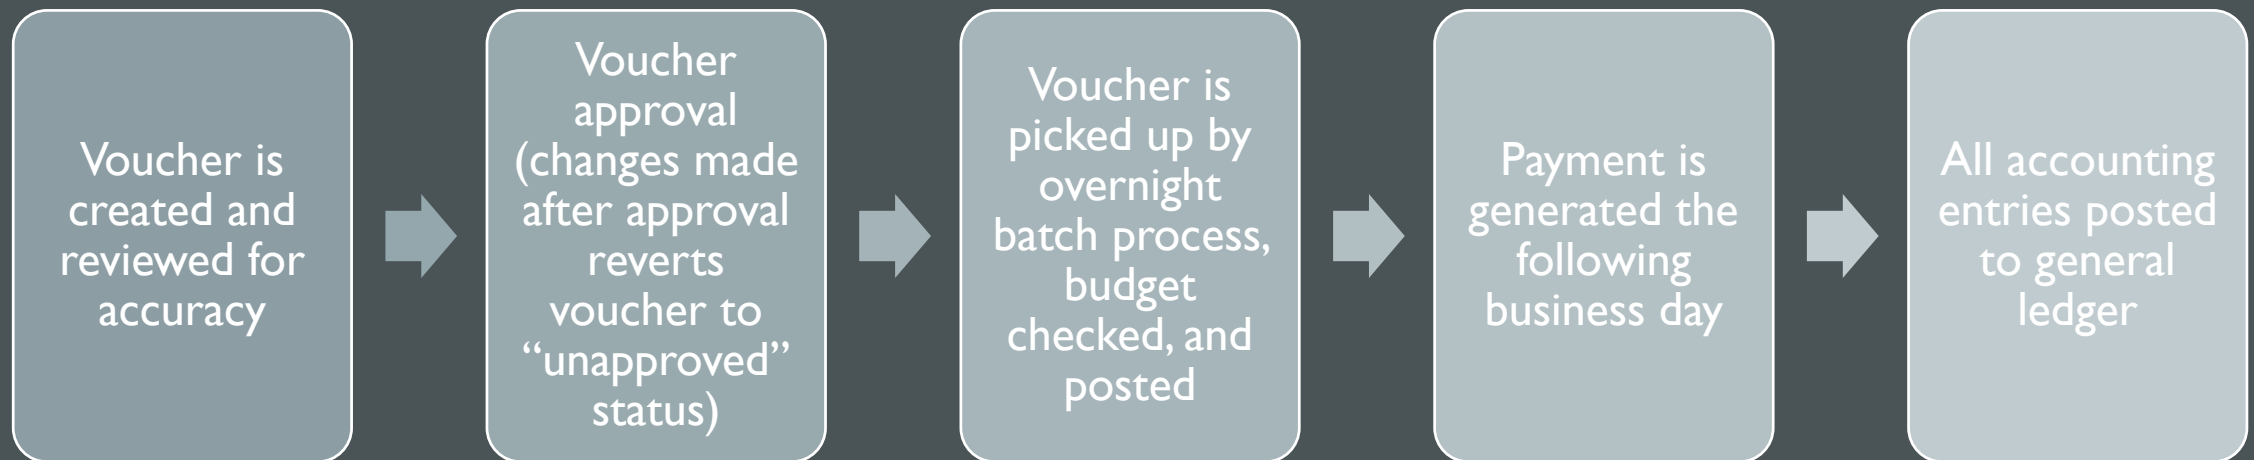 Voucher is
created and
reviewed for
accuracy
Voucher
approval
(changes made
after approval
reverts
voucher to
“unapproved”
status)
Voucher is
picked up by
overnight
batch process,
budget
checked, and
posted
Payment is
generated the
following
business day
All accounting
entries posted
to general
ledger